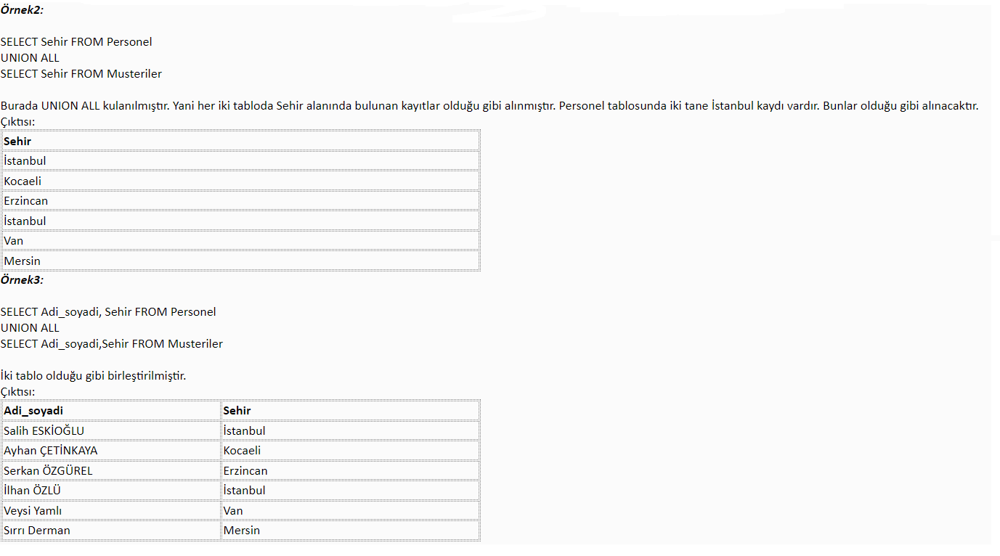 Örnek2:
SELECT Sehir FROM Personel
UNION ALL
SELECT Sehir FROM Musteriler
Burada UNION ALL kulanılmıştır. Yani her iki tabloda Sehir alanında bulunan kayıtlar olduğu gibi alınmıştır. Personel tablosunda iki tane İstanbul kaydı vardır. Bunlar olduğu gibi alınacaktır.
Çıktısı:
Sehir
İstanbul
Kocaeli
Erzincan
İstanbul
Van
Mersin
Örnek3:
SELECT Adi_soyadi, Sehir FROM Personel
UNION ALL
SELECT Adi_soyadi,Sehir FROM Musteriler
İki tablo olduğu gibi birleştirilmiştir.
Çıktısı:
Adi_soyadi Sehir
Salih ESKİOĞLU İstanbul
Ayhan ÇETİNKAYA Kocaeli
Serkan ÖZGÜREL Erzincan
İlhan ÖZLÜ İstanbul
Veysi Yamlı Van
Sırrı Derman Mersin